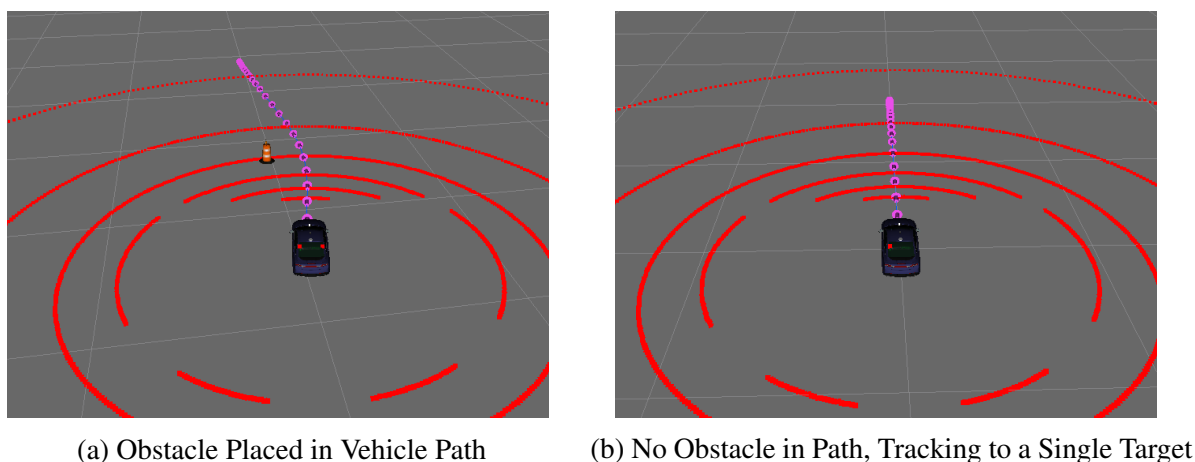 (a) Obstacle Placed in Vehicle Path
(b) No Obstacle in Path, Tracking to a Single Target